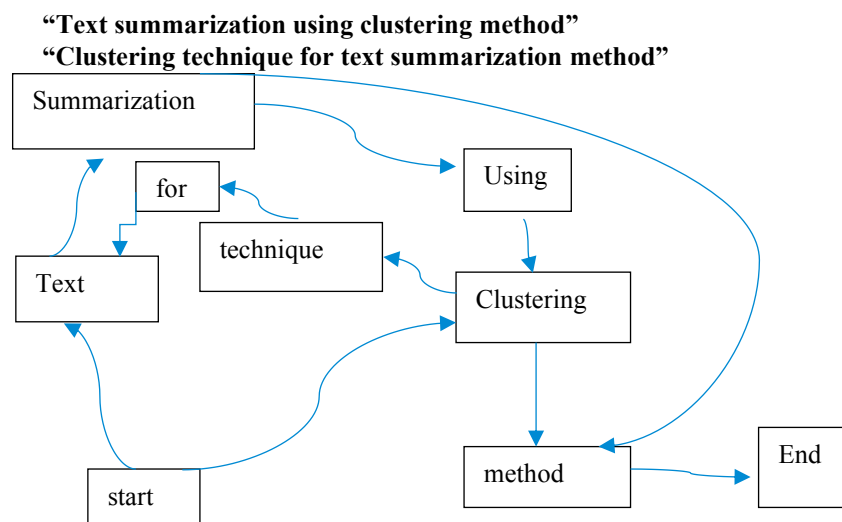 “Text summarization using clustering method”
“Clustering technique for text summarization method”
Summarization
Using
for
technique
Text
Clustering
method
End
start